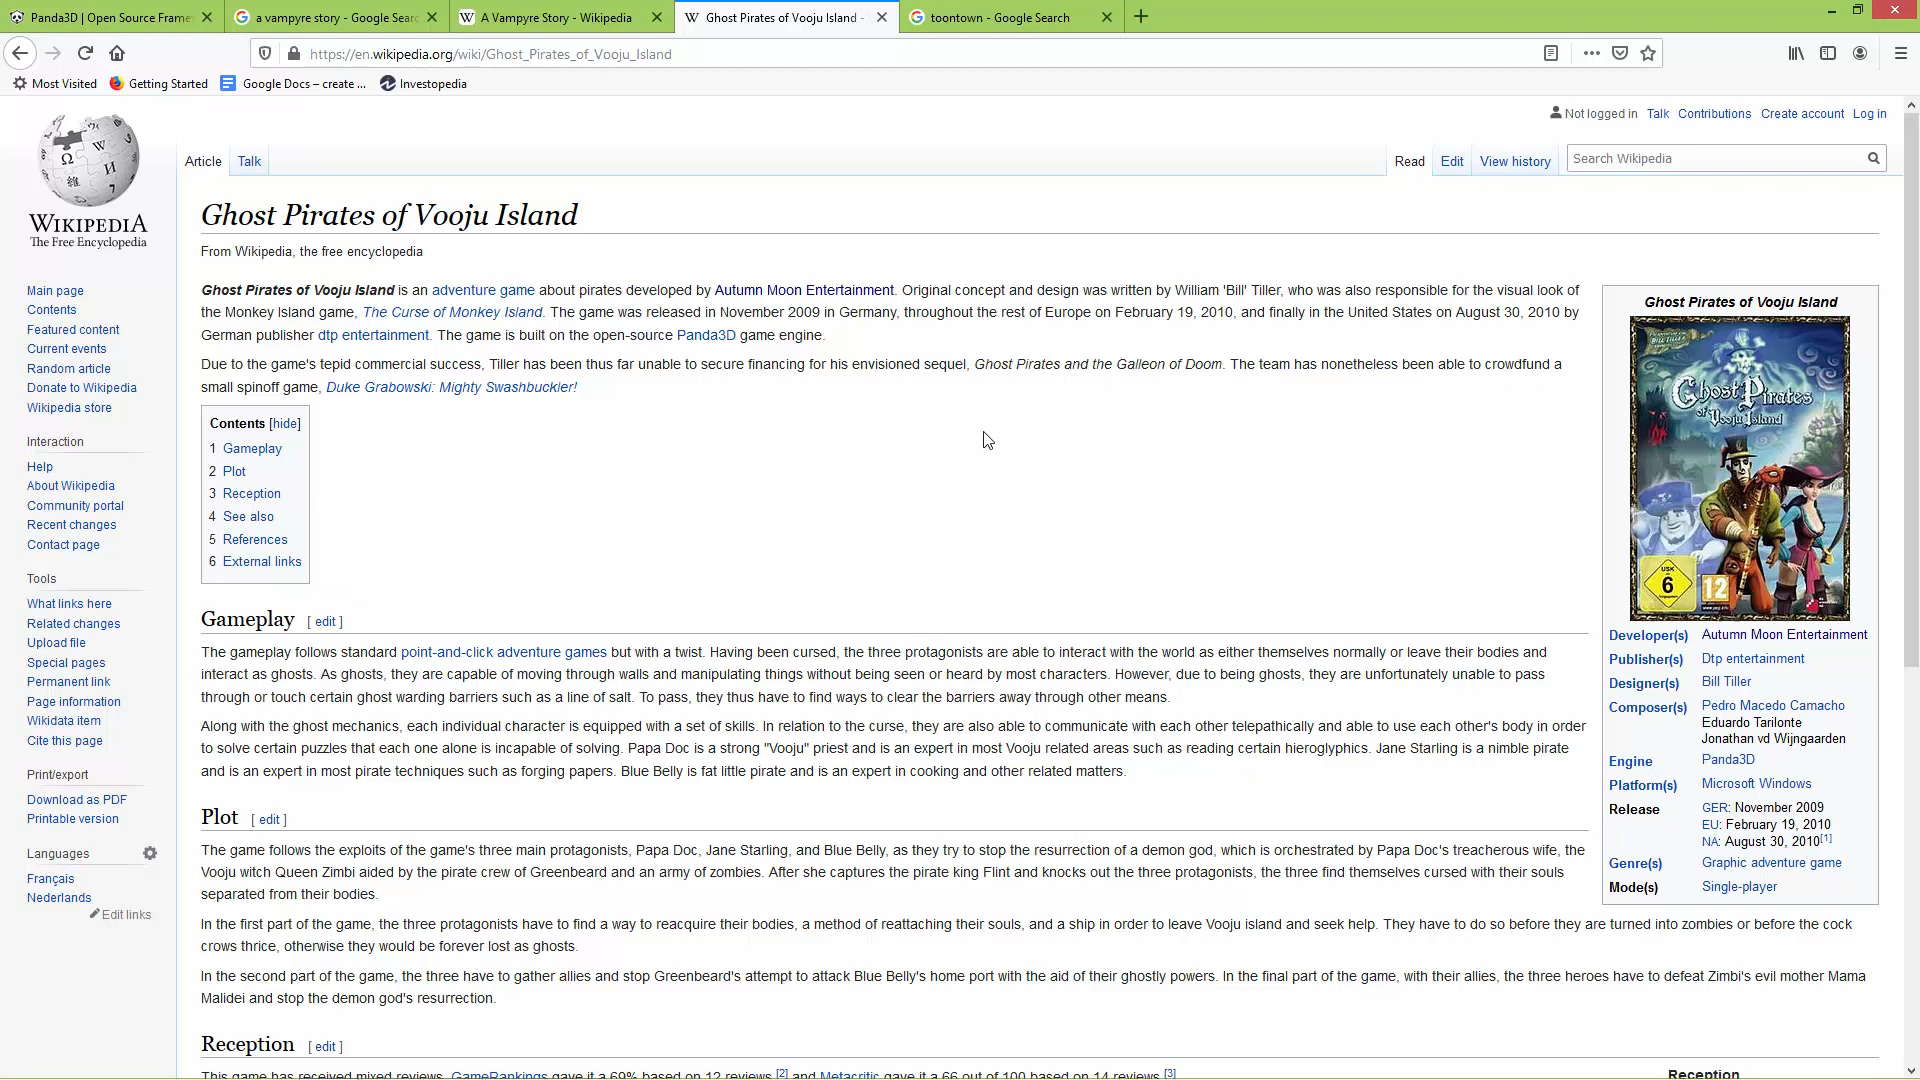 Panda3D | Open Source Frame
a vampyre story - Google Searc
A Vampyre Story - Wikipedia
Ghost Pirates of Vooju Island -
toontown - Google Search
https://en.wikipedia.org/wiki/Ghost_Pirates_of_Vooju_Island
Most Visited
Getting Started
Google Docs – create ...
Investopedia
Not logged in Talk Contributions Create account Log in
WIKIPEDIA
The Free Encyclopedia
Article Talk
Read Edit View history
Search Wikipedia
Main page
Contents
Featured content
Current events
Random article
Donate to Wikipedia
Wikipedia store
Interaction
Help
About Wikipedia
Community portal
Recent changes
Contact page
Tools
What links here
Related changes
Upload file
Special pages
Permanent link
Page information
Wikidata item
Cite this page
Print/export
Download as PDF
Printable version
Languages
Français
Nederlands
Edit links
Ghost Pirates of Vooju Island
From Wikipedia, the free encyclopedia
Ghost Pirates of Vooju Island is an adventure game about pirates developed by Autumn Moon Entertainment. Original concept and design was written by William 'Bill' Tiller, who was also responsible for the visual look of
the Monkey Island game, The Curse of Monkey Island. The game was released in November 2009 in Germany, throughout the rest of Europe on February 19, 2010, and finally in the United States on August 30, 2010 by
German publisher dtp entertainment. The game is built on the open-source Panda3D game engine.
Due to the game's tepid commercial success, Tiller has been thus far unable to secure financing for his envisioned sequel, Ghost Pirates and the Galleon of Doom. The team has nonetheless been able to crowdfund a
small spinoff game, Duke Grabowski: Mighty Swashbuckler!
Contents [hide]
1 Gameplay
2 Plot
3 Reception
4 See also
5 References
6 External links
Gameplay [ edit ]
The gameplay follows standard point-and-click adventure games but with a twist. Having been cursed, the three protagonists are able to interact with the world as either themselves normally or leave their bodies and
interact as ghosts. As ghosts, they are capable of moving through walls and manipulating things without being seen or heard by most characters. However, due to being ghosts, they are unfortunately unable to pass
through or touch certain ghost warding barriers such as a line of salt. To pass, they thus have to find ways to clear the barriers away through other means.
Along with the ghost mechanics, each individual character is equipped with a set of skills. In relation to the curse, they are also able to communicate with each other telepathically and able to use each other's body in order
to solve certain puzzles that each one alone is incapable of solving. Papa Doc is a strong "Vooju" priest and is an expert in most Vooju related areas such as reading certain hieroglyphics. Jane Starling is a nimble pirate
and is an expert in most pirate techniques such as forging papers. Blue Belly is fat little pirate and is an expert in cooking and other related matters.
Plot [ edit ]
The game follows the exploits of the game's three main protagonists, Papa Doc, Jane Starling, and Blue Belly, as they try to stop the resurrection of a demon god, which is orchestrated by Papa Doc's treacherous wife, the
Vooju witch Queen Zimbi aided by the pirate crew of Greenbeard and an army of zombies. After she captures the pirate king Flint and knocks out the three protagonists, the three find themselves cursed with their souls
separated from their bodies.
In the first part of the game, the three protagonists have to find a way to reacquire their bodies, a method of reattaching their souls, and a ship in order to leave Vooju island and seek help. They have to do so before they are turned into zombies or before the cock
crows thrice, otherwise they would be forever lost as ghosts.
In the second part of the game, the three have to gather allies and stop Greenbeard's attempt to attack Blue Belly's home port with the aid of their ghostly powers. In the final part of the game, with their allies, the three heroes have to defeat Zimbi's evil mother Mama
Malidei and stop the demon god's resurrection.
Reception [ edit ]
This game has received mixed reviews. GameRankings gave it a 69% based on 12 reviews [2] and Metacritic gave it a 66 out of 100 based on 14 reviews [3]
Reception
Ghost Pirates of Vooju Island
BILL TILLER
Ghost Pirates
of Vooju Island
USK
6
12
Developer(s) Autumn Moon Entertainment
Publisher(s) Dtp entertainment
Designer(s) Bill Tiller
Composer(s) Pedro Macedo Camacho
Eduardo Tarilonte
Jonathan vd Wijngaarden
Engine Panda3D
Platform(s) Microsoft Windows
Release GER: November 2009
EU: February 19, 2010
NA: August 30, 2010[1]
Genre(s) Graphic adventure game
Mode(s) Single-player